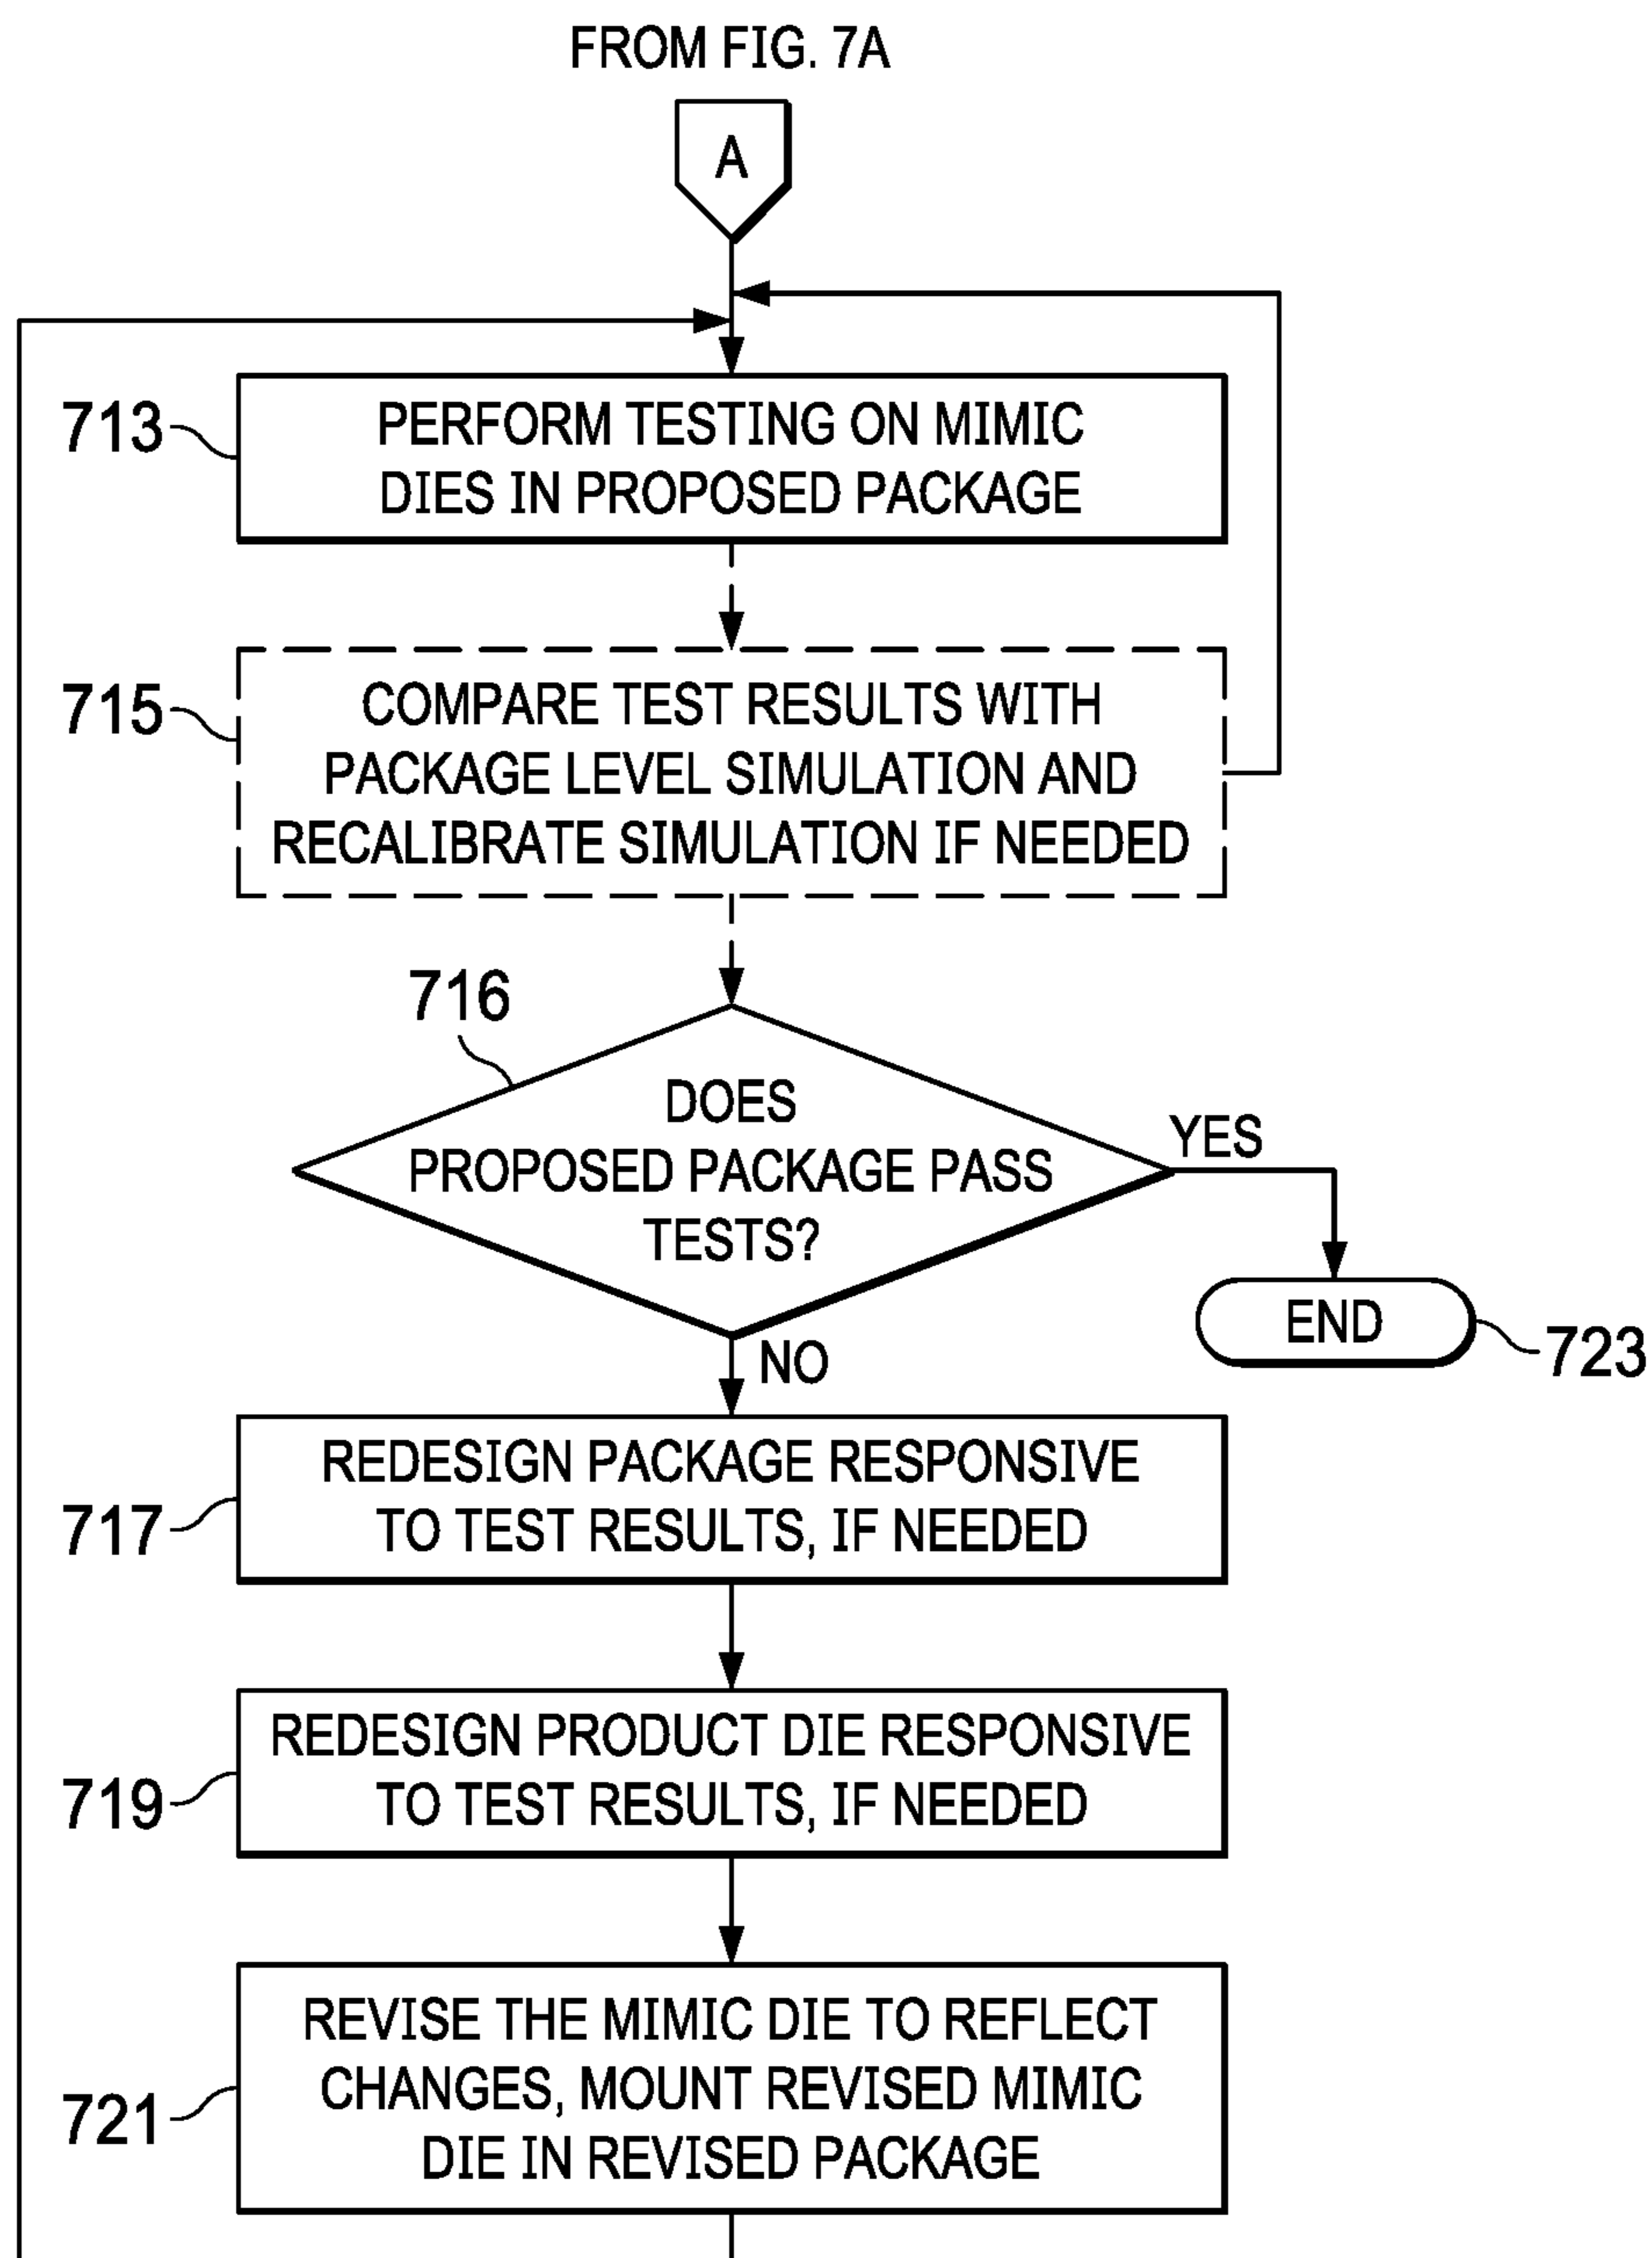 FROM FIG. 7A
A
713
PERFORM TESTING ON MIMIC
DIES IN PROPOSED PACKAGE
715
COMPARE TEST RESULTS WITH
PACKAGE LEVEL SIMULATION AND
RECALIBRATE SIMULATION IF NEEDED
716
DOES
PROPOSED PACKAGE PASS
TESTS?
YES
END
723
NO
717
REDESIGN PACKAGE RESPONSIVE
TO TEST RESULTS, IF NEEDED
719
REDESIGN PRODUCT DIE RESPONSIVE
TO TEST RESULTS, IF NEEDED
721
REVISE THE MIMIC DIE TO REFLECT
CHANGES, MOUNT REVISED MIMIC
DIE IN REVISED PACKAGE